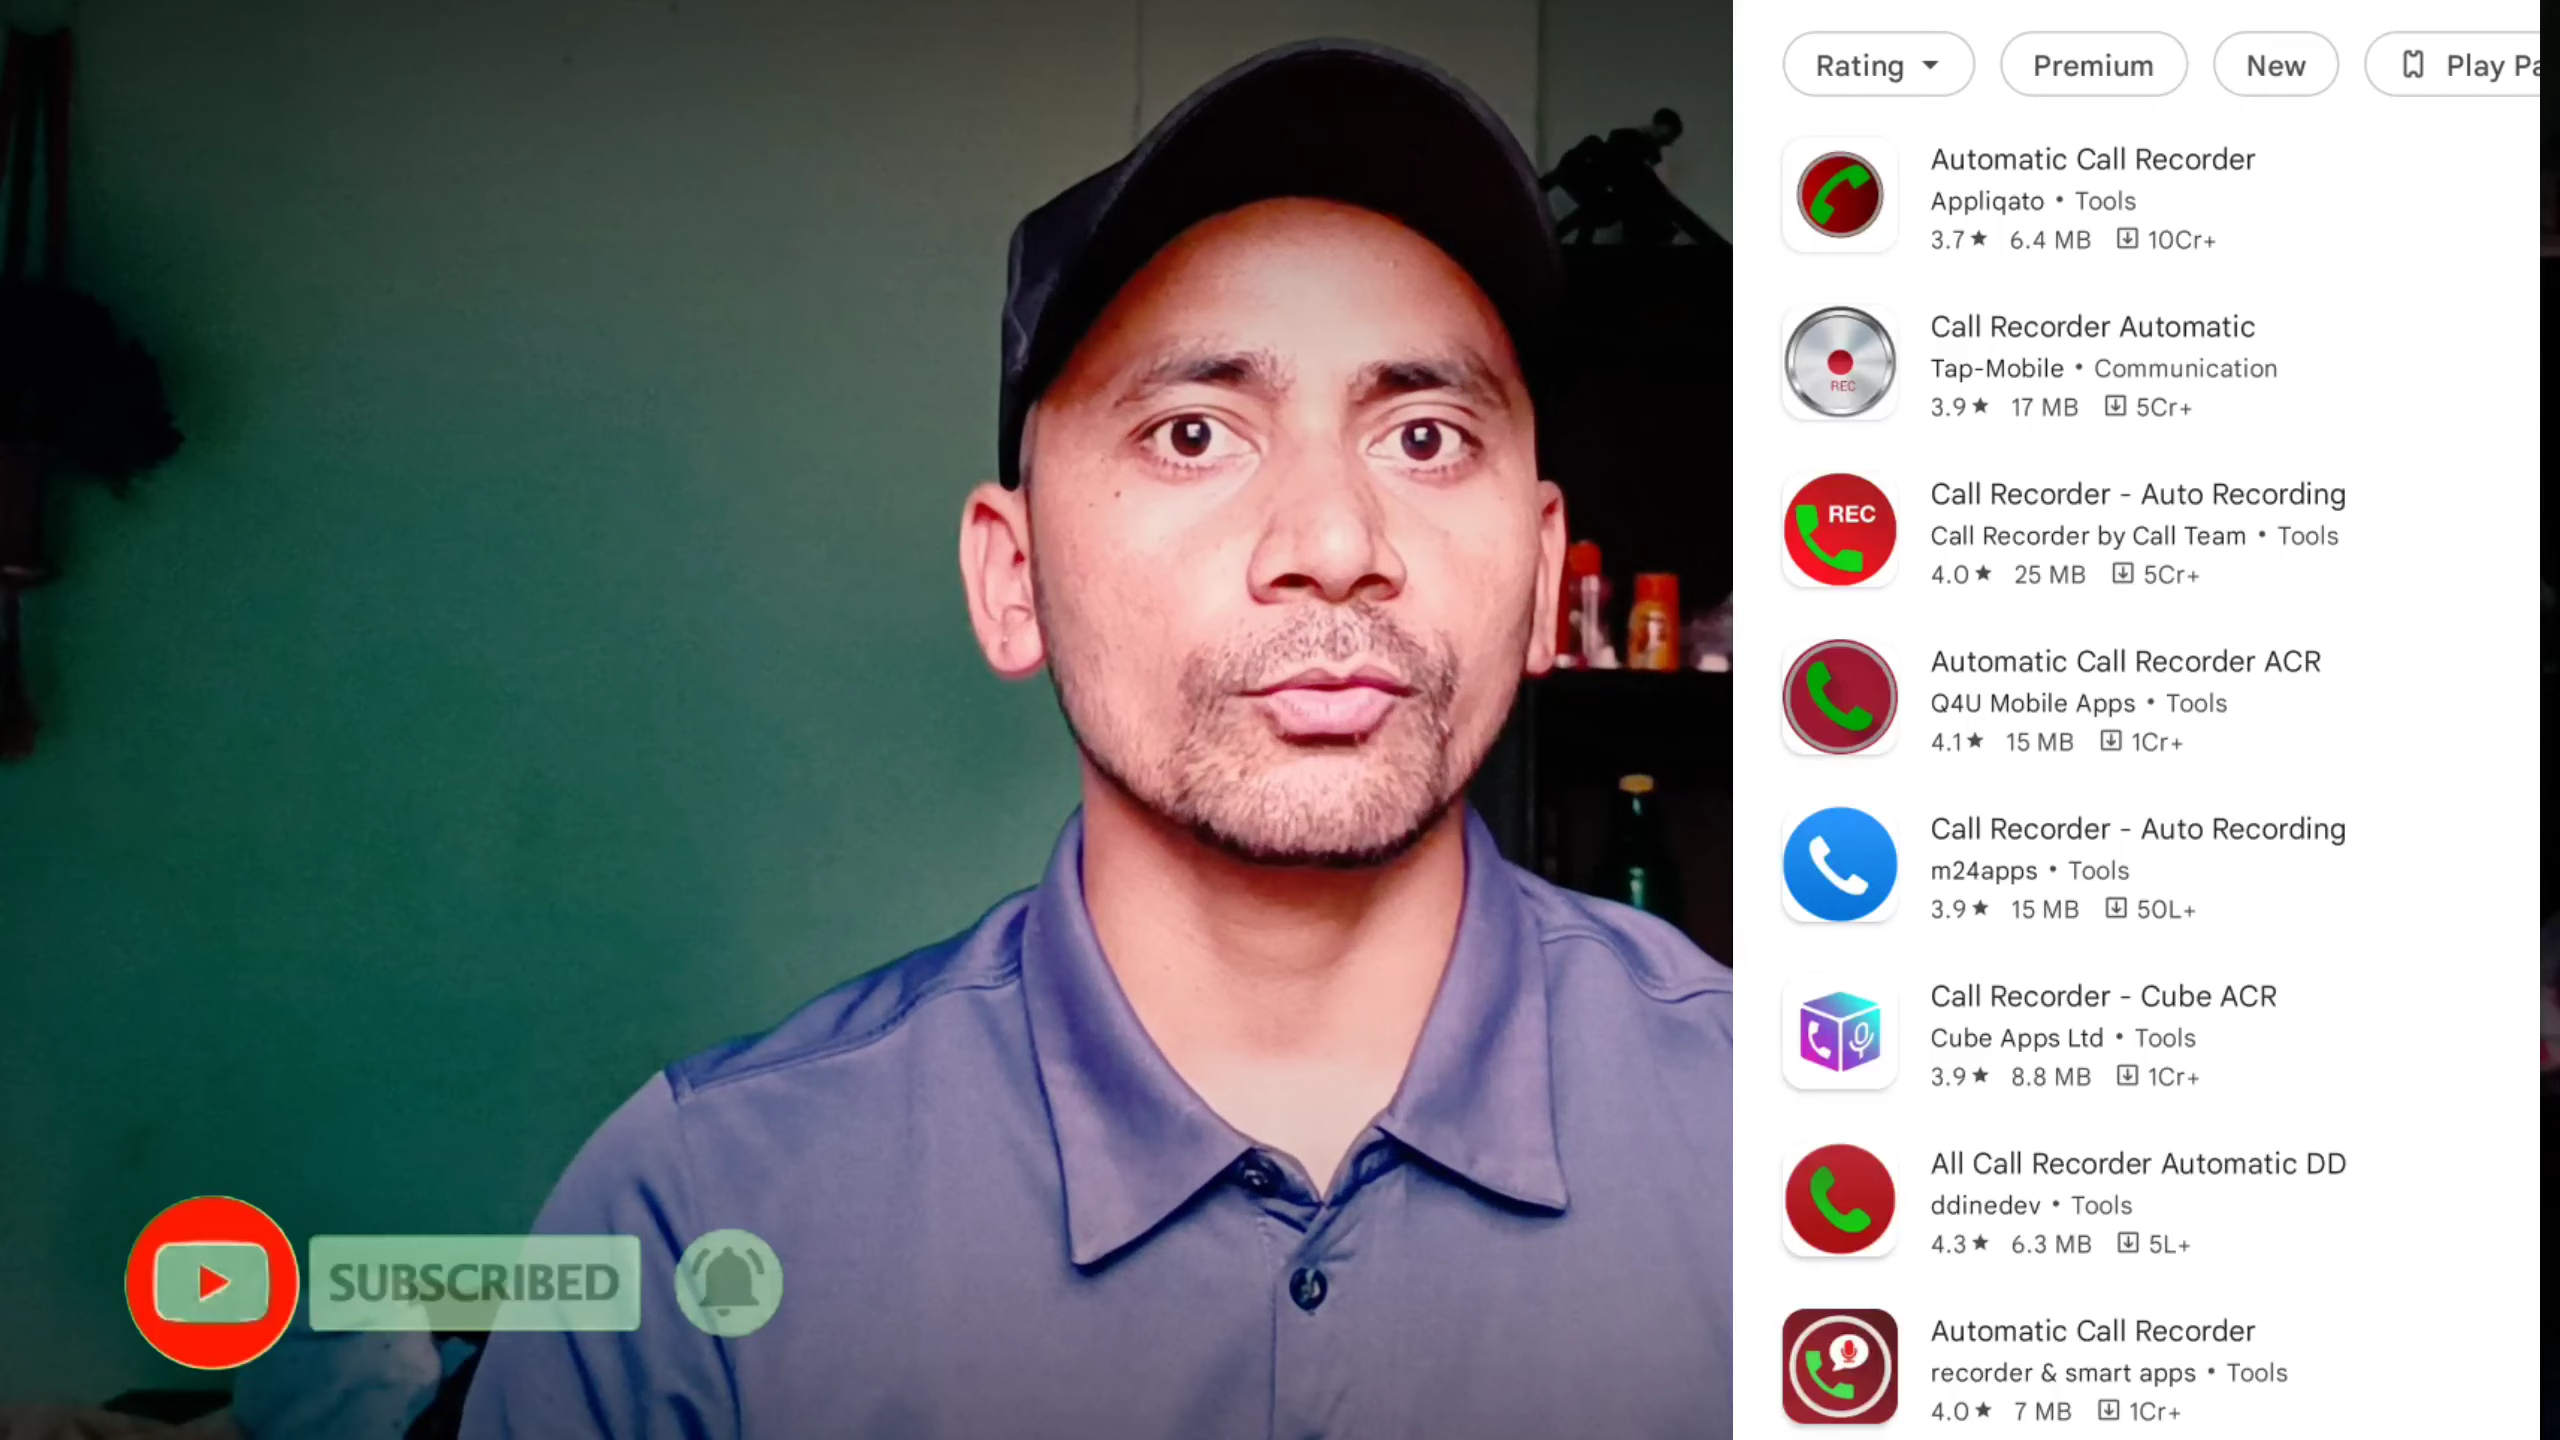 Rating
Premium
New
Play Pa
Automatic Call Recorder
Appliqato • Tools
3.7★ 6.4 MB 10Cr+
REC
Call Recorder Automatic
Tap-Mobile • Communication
3.9★ 17 MB 5Cr+
REC
Call Recorder - Auto Recording
Call Recorder by Call Team • Tools
4.0★ 25 MB 5Cr+
Automatic Call Recorder ACR
Q4U Mobile Apps • Tools
4.1★ 15 MB 1Cr+
Call Recorder - Auto Recording
m24apps • Tools
3.9★ 15 MB 50L+
Call Recorder - Cube ACR
Cube Apps Ltd • Tools
3.9★ 8.8 MB 1Cr+
All Call Recorder Automatic DD
ddinedev • Tools
4.3★ 6.3 MB 5L+
Automatic Call Recorder
recorder & smart apps • Tools
4.0★ 7 MB 1Cr+
SUBSCRIBED